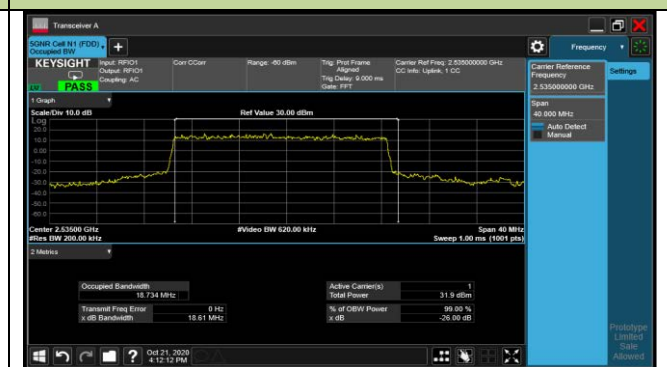 Transceiver A
5GNR Cell N1 (FDD)
Occupied BW
Frequency
KEYSIGHT
Input: RFIO1
Output: RFIO1
Coupling: AC
Corr CCorr
Range: -60 dBm
Trig: Prot Frame
Aligned
Trig Delay: 9.000 ms
Gate: FFT
Carrier Ref Freq: 2.535000000 GHz
CC Info: Uplink, 1 CC
PASS
Carrier Reference
Frequency
2.535000000 GHz
Settings
Span
40.000 MHz
Auto Detect
Manual
1 Graph
Scale/Div 10.0 dB
Ref Value 30.00 dBm
Log
20.0
10.0
0.00
-10.0
-20.0
-30.0
-40.0
-50.0
-60.0
Center 2.53500 GHz
#Video BW 620.00 kHz
Span 40 MHz
#Res BW 200.00 kHz
Sweep 1.00 ms (1001 pts)
2 Metrics
Occupied Bandwidth
18.734 MHz
Active Carrier(s) 1
Total Power 31.9 dBm
Transmit Freq Error 0 Hz
x dB Bandwidth 18.61 MHz
% of OBW Power 99.00 %
x dB -26.00 dB
Prototype
Limited
Sale
Allowed
Oct 21, 2020
4:12:12 PM